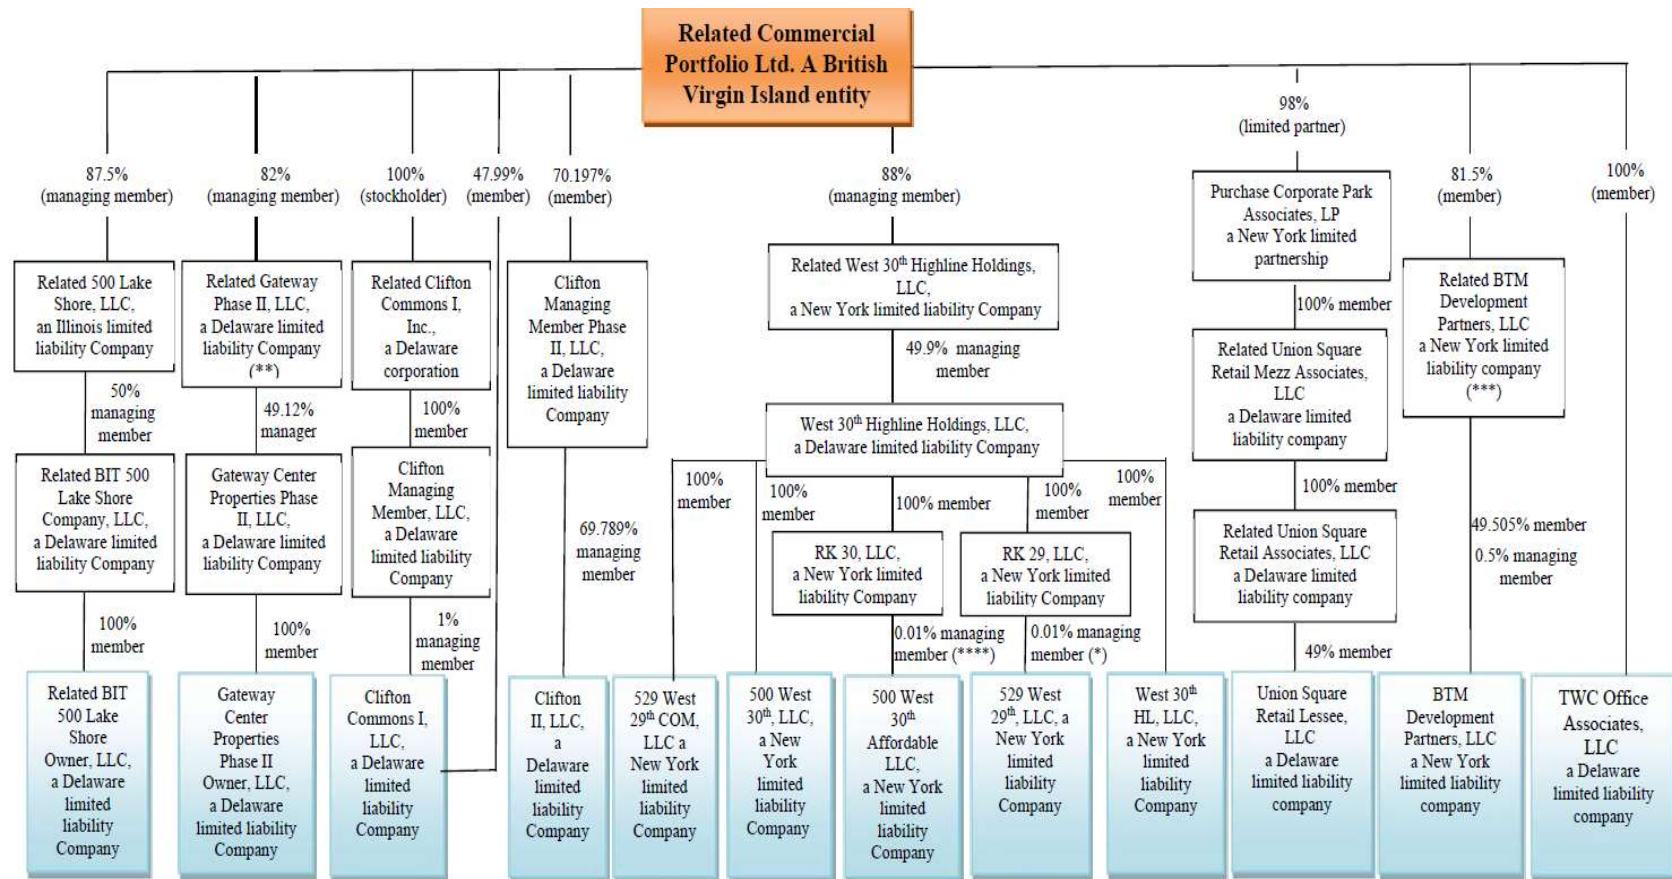 Related Commercial
Portfolio Ltd. A British
Virgin Island entity
87.5%
(managing member)
82%
(managing member)
100%
(stockholder)
47.99%
(member)
70.197%
(member)
88%
(managing member)
98%
(limited partner)
81.5%
(member)
100%
(member)
Related 500 Lake
Shore, LLC,
an Illinois limited
liability Company
50%
managing
member
Related BIT 500
Lake Shore
Company, LLC,
a Delaware limited
liability Company
100%
member
Related BIT
500 Lake
Shore
Owner, LLC,
a Delaware
limited
liability
Company
Related Gateway
Phase II, LLC,
a Delaware limited
liability Company
(**)
49.12%
manager
Gateway Center
Properties Phase
II, LLC,
a Delaware limited
liability Company
100%
member
Gateway
Center
Properties
Phase II
Owner, LLC,
a Delaware
limited liability
Company
Related Clifton
Commons I,
Inc.,
a Delaware
corporation
100%
member
Clifton
Managing
Member, LLC,
a Delaware
limited liability
Company
1%
managing
member
Clifton
Commons I,
LLC,
a Delaware
limited
liability
Company
Clifton
Managing
Member Phase
II, LLC,
a Delaware
limited liability
Company
69.789%
managing
member
Clifton
II, LLC,
a
Delaware
limited
liability
Company
Related West 30th Highline Holdings,
LLC,
a New York limited liability Company
49.9% managing
member
West 30th Highline Holdings, LLC,
a Delaware limited liability Company
100%
member
100%
member
100% member
100%
member
100%
member
RK 30, LLC,
a New York limited
liability Company
RK 29, LLC,
a New York limited
liability Company
0.01% managing
member (****)
0.01% managing
member (*)
529 West
29th COM,
LLC a
New York
limited
liability
Company
500 West
30th, LLC,
a New
York
limited
liability
Company
500 West
30th
Affordable
LLC,
a New York
limited
liability
Company
529 West
29th, LLC, a
New York
limited
liability
Company
West 30th
HL, LLC,
a New York
limited
liability
Company
Purchase Corporate Park
Associates, LP
a New York limited
partnership
100% member
Related Union Square
Retail Mezz Associates,
LLC
a Delaware limited
liability company
100% member
Related Union Square
Retail Associates, LLC
a Delaware limited
liability company
49% member
Union Square
Retail Lessee,
LLC
a Delaware
limited liability
company
Related BTM
Development
Partners, LLC
a New York limited
liability company
(***)
49.505% member
0.5% managing
member
BTM
Development
Partners, LLC
a New York
limited liability
company
TWC Office
Associates,
LLC
a Delaware
limited liability
company